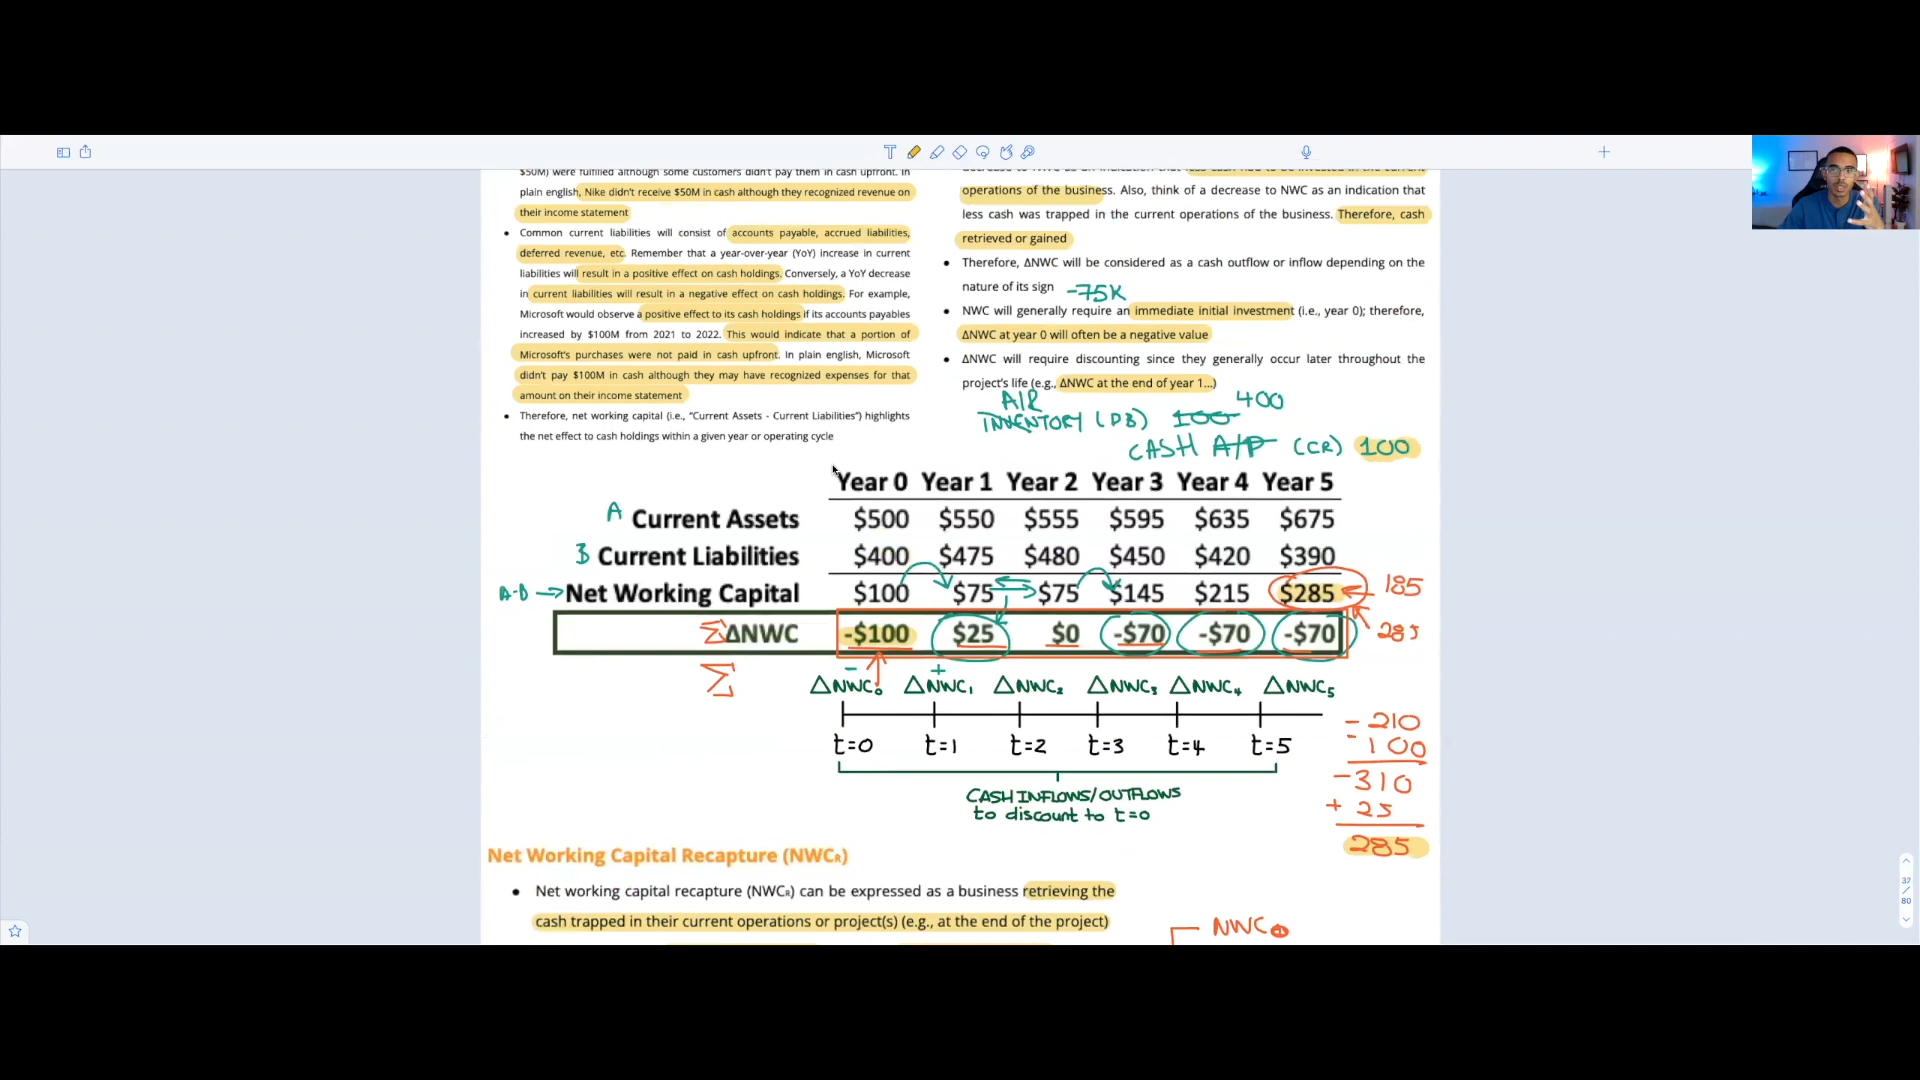 $50M) were fulfilled although some customers didn't pay them in cash upfront. In
plain english, Nike didn't receive $50M in cash although they recognized revenue on
their income statement
• Common current liabilities will consist of accounts payable, accrued liabilities,
deferred revenue, etc. Remember that a year-over-year (YoY) increase in current
liabilities will result in a positive effect on cash holdings. Conversely, a YoY decrease
in current liabilities will result in a negative effect on cash holdings. For example,
Microsoft would observe a positive effect to its cash holdings if its accounts payables
increased by $100M from 2021 to 2022. This would indicate that a portion of
Microsoft's purchases were not paid in cash upfront. In plain english, Microsoft
didn't pay $100M in cash although they may have recognized expenses for that
amount on their income statement
• Therefore, net working capital (i.e., “Current Assets - Current Liabilities”) highlights
the net effect to cash holdings within a given year or operating cycle
operations of the business. Also, think of a decrease to NWC as an indication that
less cash was trapped in the current operations of the business. Therefore, cash
retrieved or gained
• Therefore, ΔNWC will be considered as a cash outflow or inflow depending on the
nature of its sign -75K
• NWC will generally require an immediate initial investment (i.e., year 0); therefore,
ΔNWC at year 0 will often be a negative value
• ΔNWC will require discounting since they generally occur later throughout the
project's life (e.g., ΔNWC at the end of year 1...)
A/R 400
INVENTORY (DB) 100
CASH A/P (CR) 100
Year 0 Year 1 Year 2 Year 3 Year 4 Year 5
A Current Assets $500 $550 $555 $595 $635 $675
B Current Liabilities $400 $475 $480 $450 $420 $390
A-B → Net Working Capital $100 $75 $75 $145 $215 $285 185
Σ ΔNWC -$100 $25 $0 -$70 -$70 -$70 285
Σ - +
ΔNWC₀ ΔNWC₁ ΔNWC₂ ΔNWC₃ ΔNWC₄ ΔNWC₅
t=0 t=1 t=2 t=3 t=4 t=5
CASH INFLOWS/OUTFLOWS
to discount to t=0
-210
-100
-310
+ 25
285
Net Working Capital Recapture (NWCR)
• Net working capital recapture (NWCR) can be expressed as a business retrieving the
cash trapped in their current operations or project(s) (e.g., at the end of the project)
NWC
37
/
80